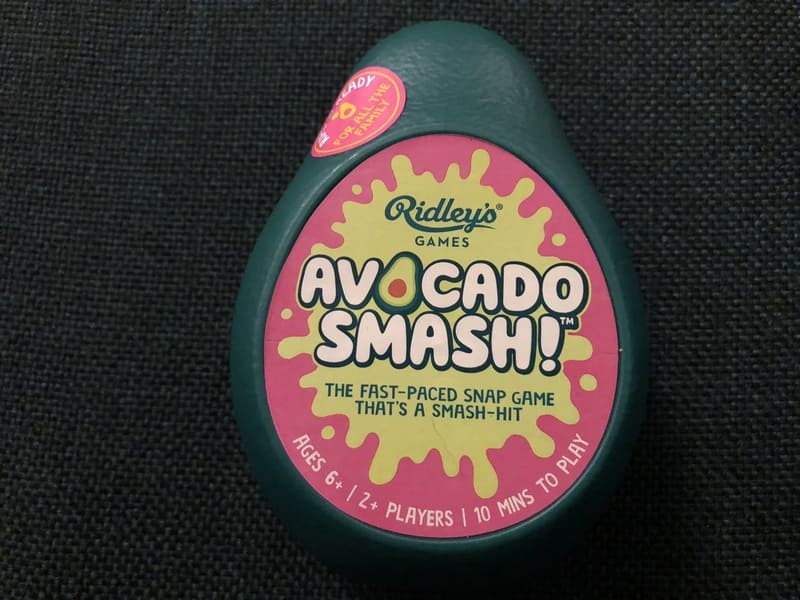 READY
FOR ALL THE
FAMILY
Ridley's®
GAMES
AVOCADO
SMASH!™
THE FAST-PACED SNAP GAME
THAT'S A SMASH-HIT
AGES 6+ | 2+ PLAYERS | 10 MINS TO PLAY